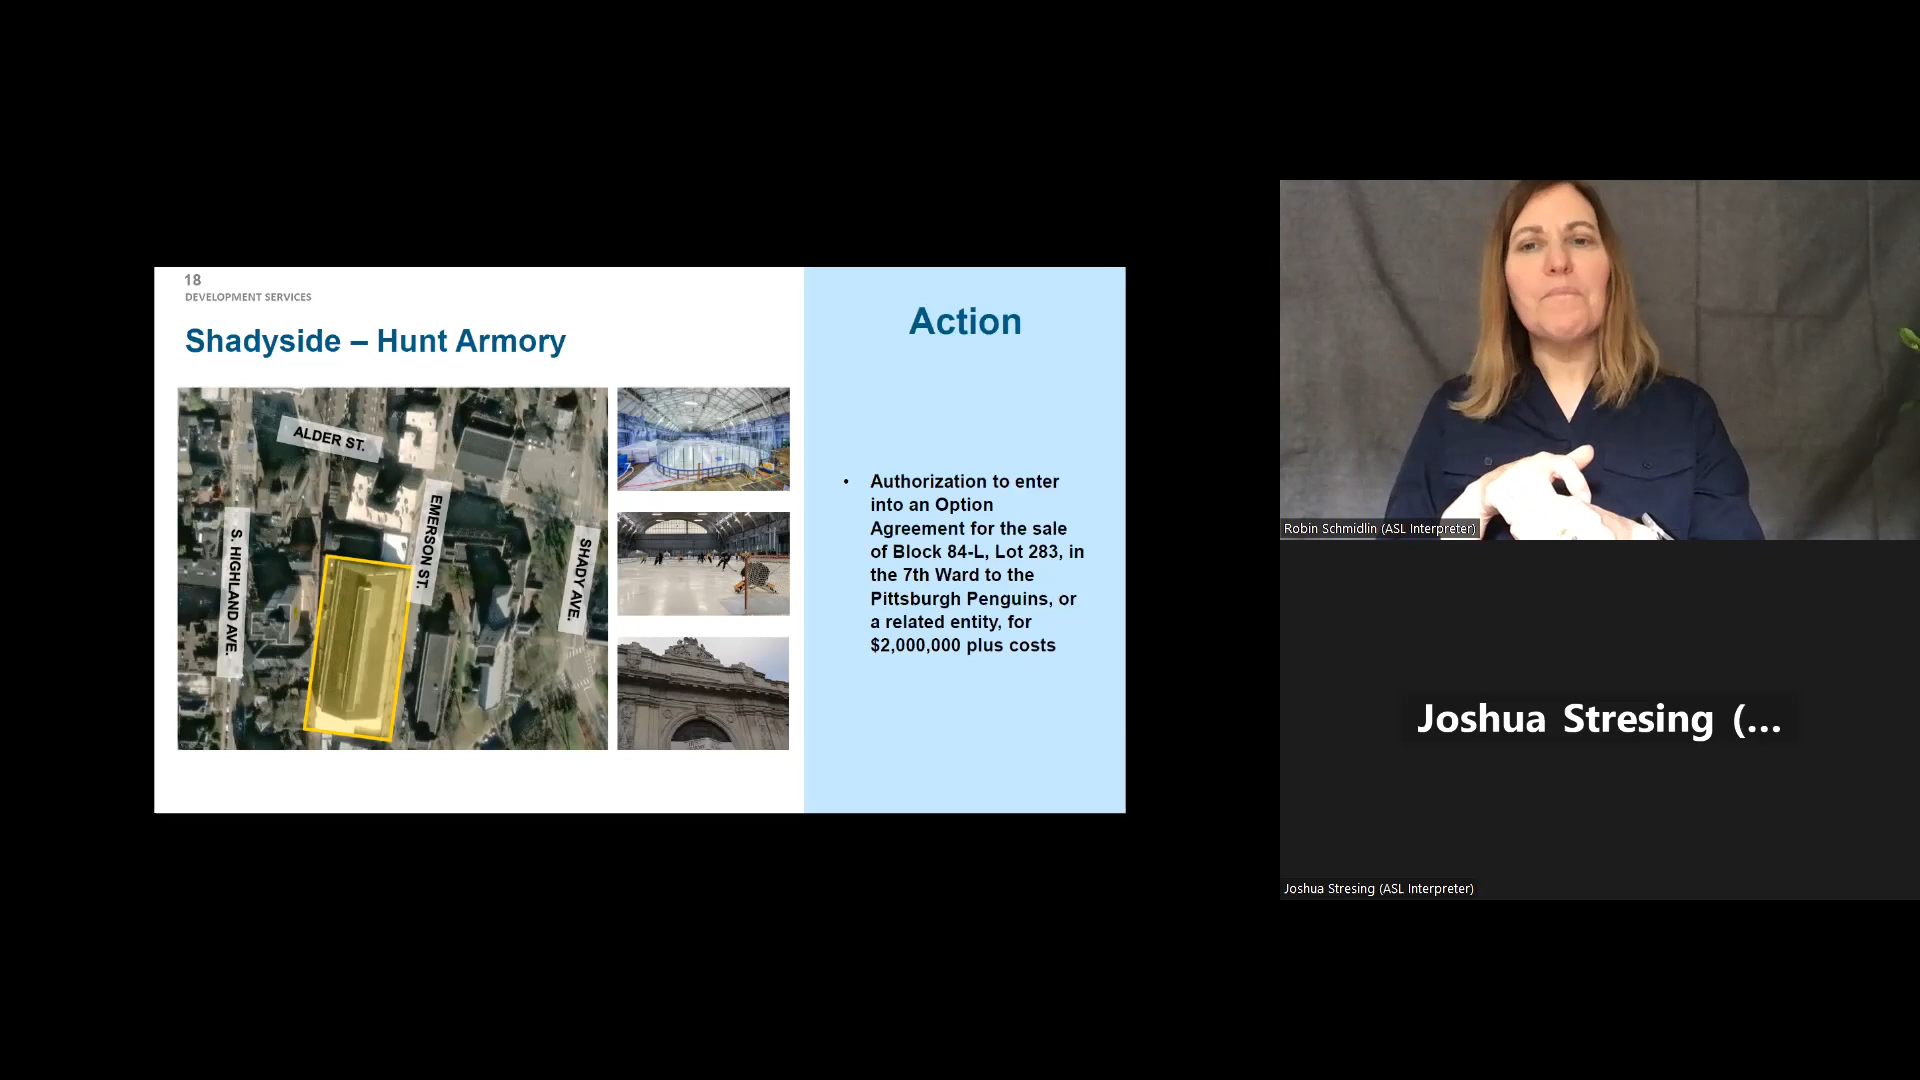 18
DEVELOPMENT SERVICES
Shadyside – Hunt Armory
ALDER ST.
EMERSON ST.
S. HIGHLAND AVE.
SHADY AVE.
Action
• Authorization to enter
into an Option
Agreement for the sale
of Block 84-L, Lot 283, in
the 7th Ward to the
Pittsburgh Penguins, or
a related entity, for
$2,000,000 plus costs
Robin Schmidlin (ASL Interpreter)
Joshua Stresing (...
Joshua Stresing (ASL Interpreter)